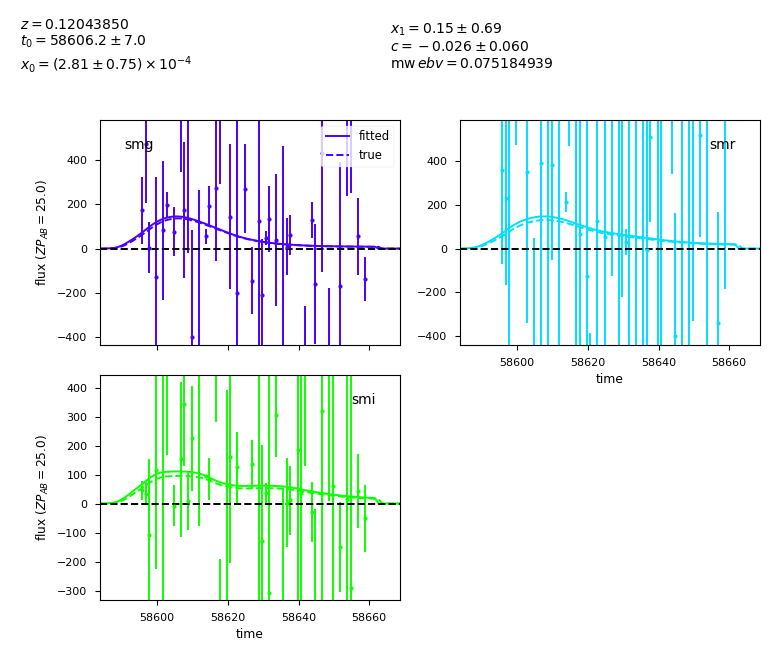 z = 0.12043850
t₀ = 58606.2 ± 7.0
x₀ = (2.81 ± 0.75) × 10⁻⁴
x₁ = 0.15 ± 0.69
c = −0.026 ± 0.060
mw ebv = 0.075184939
smg
fitted
true
400
200
0
−200
−400
flux (ZP_AB = 25.0)
smr
400
200
0
−200
−400
58600 58620 58640 58660
time
smi
400
300
200
100
0
−100
−200
−300
flux (ZP_AB = 25.0)
58600 58620 58640 58660
time